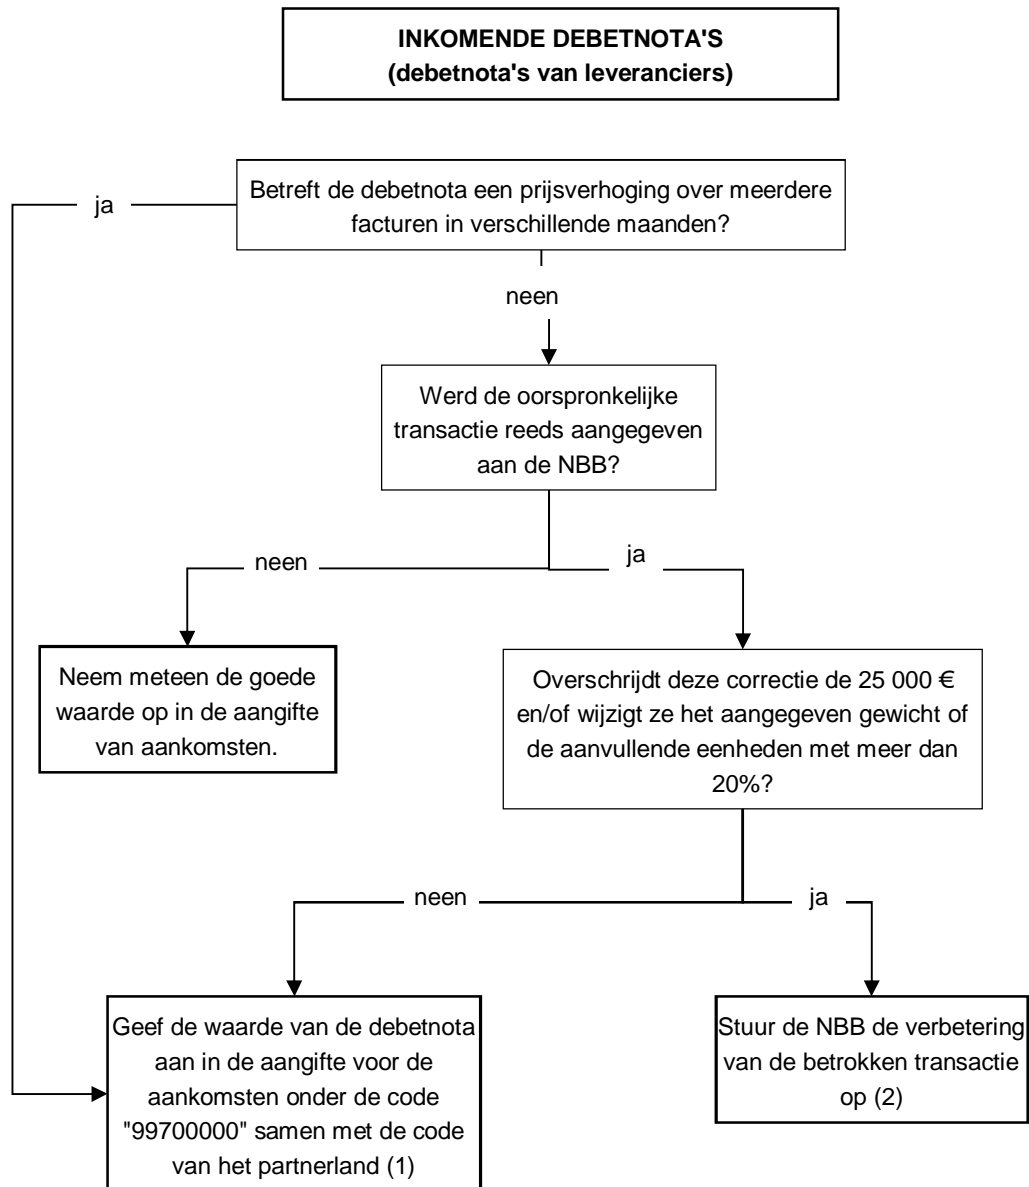 INKOMENDE DEBETNOTA'S
(debetnota's van leveranciers)
Betreft de debetnota een prijsverhoging over meerdere
facturen in verschillende maanden?
ja
neen
Werd de oorspronkelijke
transactie reeds aangegeven
aan de NBB?
neen
ja
Neem meteen de goede
waarde op in de aangifte
van aankomsten.
Overschrijdt deze correctie de 25 000 €
en/of wijzigt ze het aangegeven gewicht of
de aanvullende eenheden met meer dan
20%?
neen
ja
Geef de waarde van de debetnota
aan in de aangifte voor de
aankomsten onder de code
"99700000" samen met de code
van het partnerland (1)
Stuur de NBB de verbetering
van de betrokken transactie
op (2)